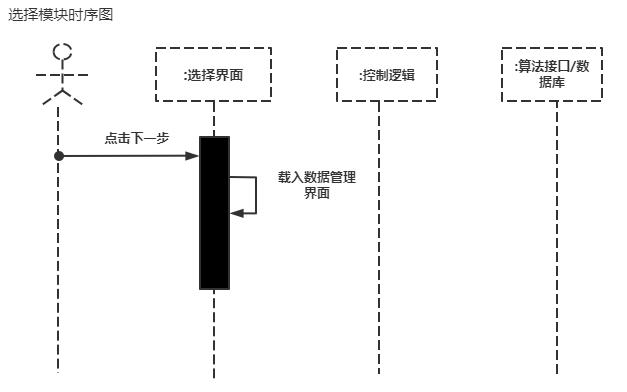 选择模块时序图
:选择界面
:控制逻辑
:算法接口/数
据库
点击下一步
载入数据管理
界面